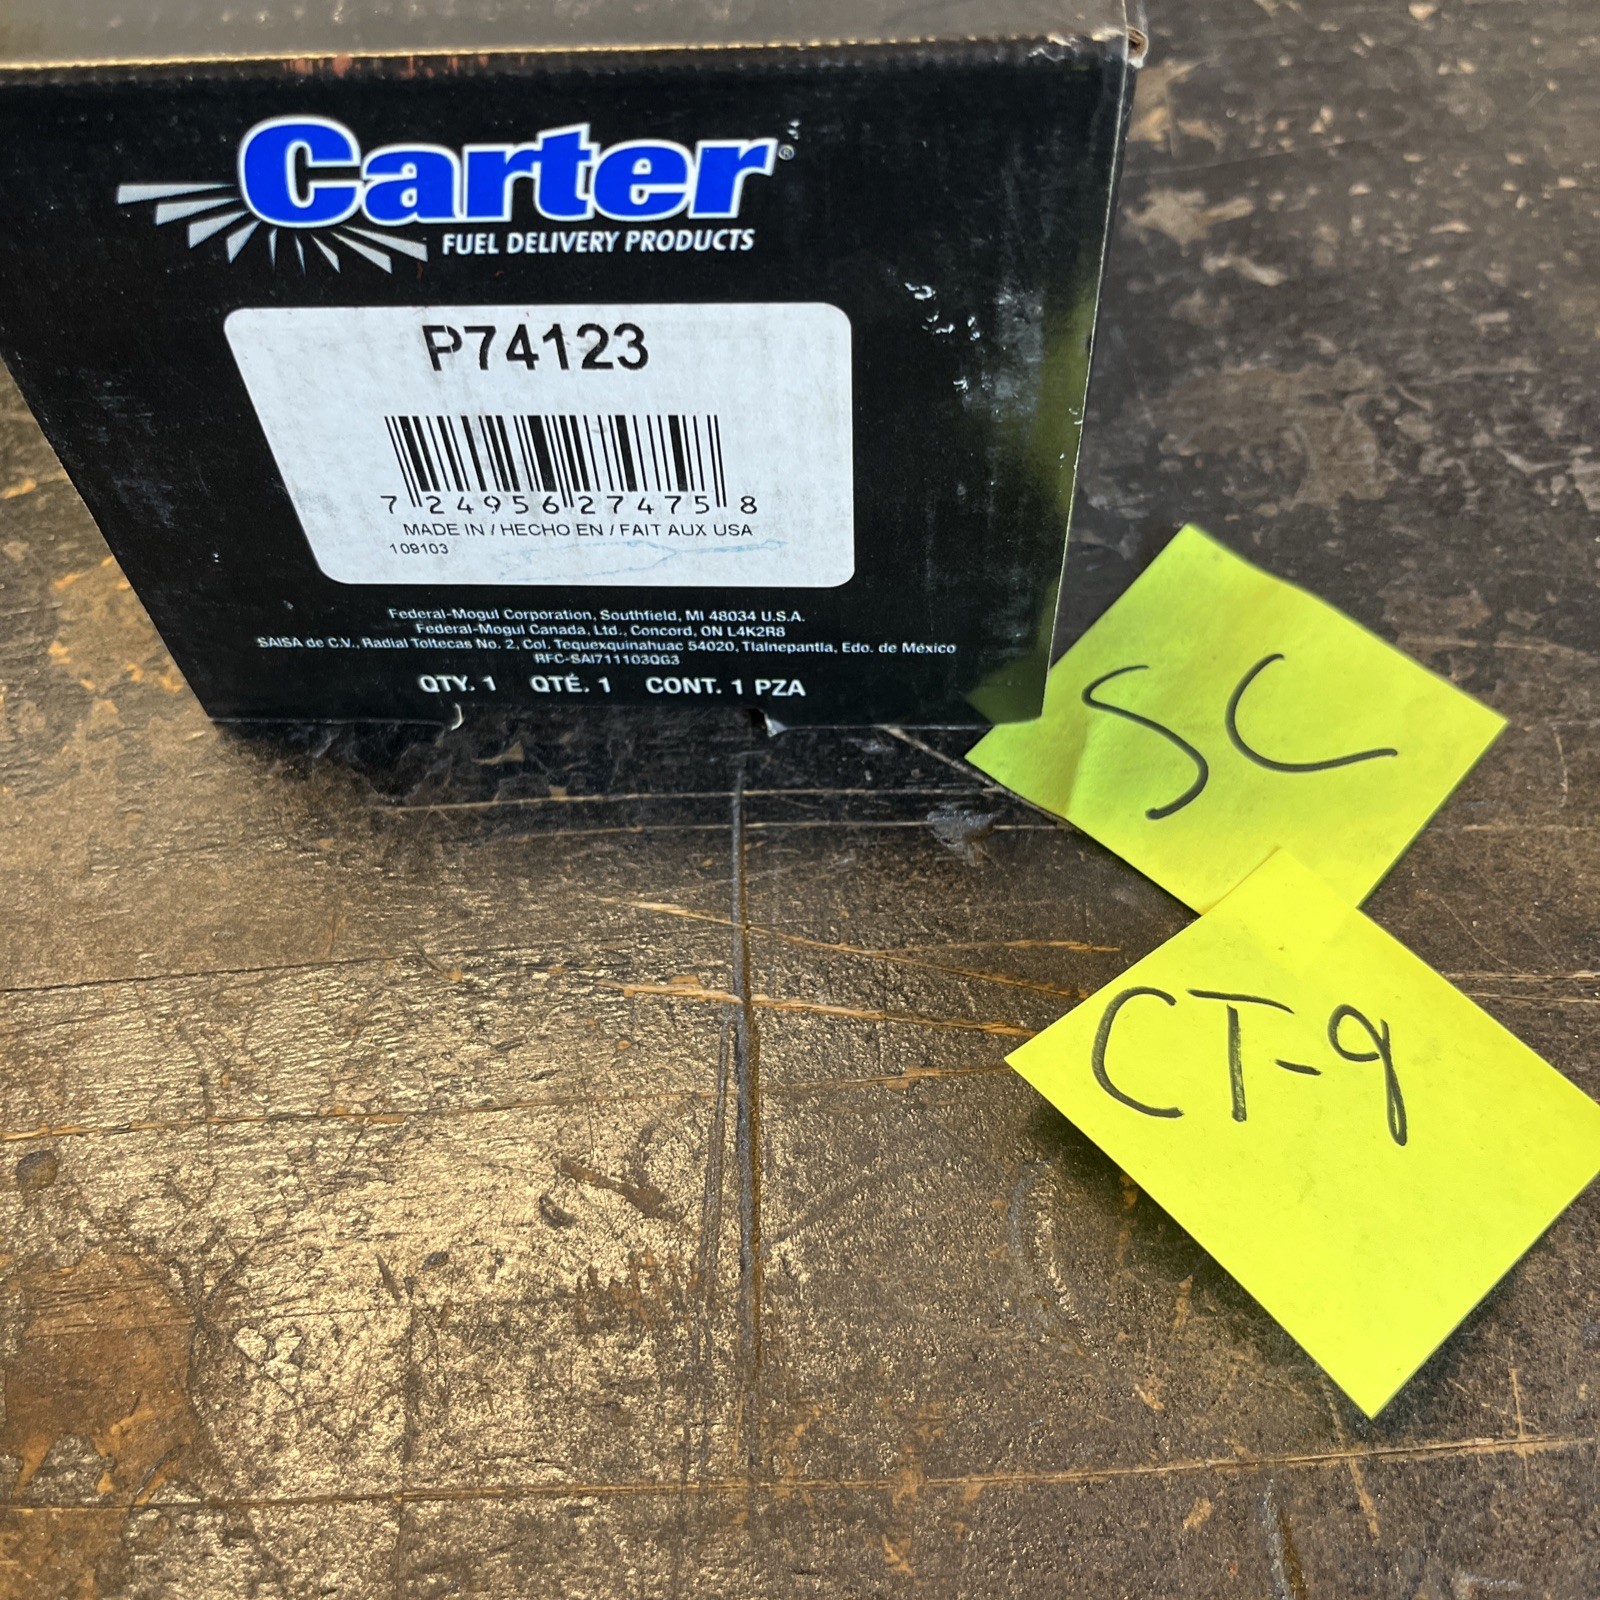 Carter®
FUEL DELIVERY PRODUCTS
P74123
7 24956 27475 8
MADE IN / HECHO EN / FAIT AUX USA
109103
Federal-Mogul Corporation, Southfield, MI 48034 U.S.A.
Federal-Mogul Canada, Ltd., Concord, ON L4K2R8
SAISA de C.V., Radial Toltecas No. 2, Col. Tequexquinahuac 54020, Tlalnepantla, Edo. de México
RFC-SAI711103QG3
QTY. 1 QTÉ. 1 CONT. 1 PZA
SC
CT-9